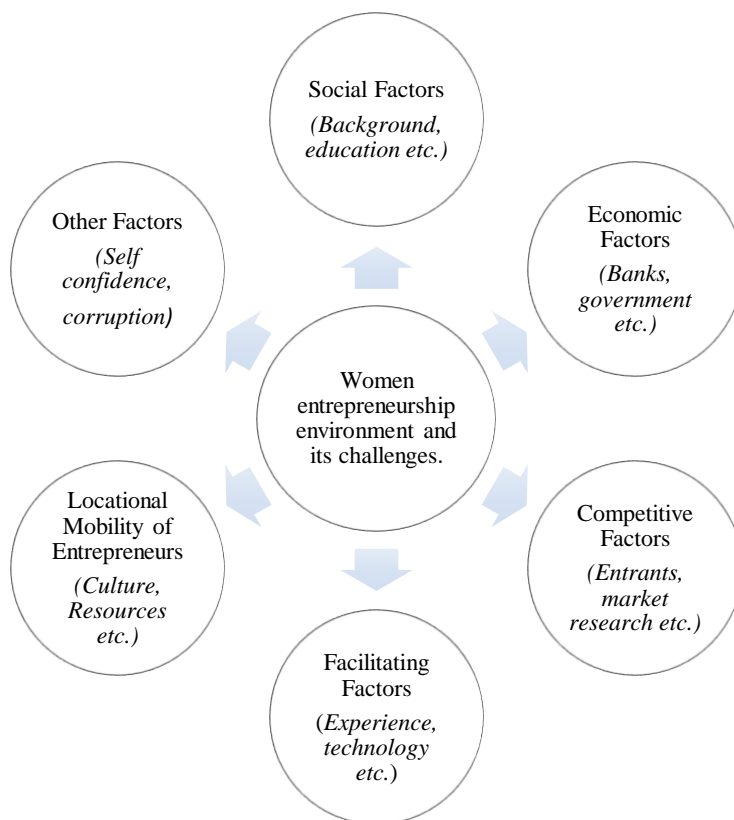 Social Factors
(Background,
education etc.)
Other Factors
(Self
confidence,
corruption)
Economic
Factors
(Banks,
government
etc.)
Women
entrepreneurship
environment and
its challenges.
Locational
Mobility of
Entrepreneurs
(Culture,
Resources
etc.)
Competitive
Factors
(Entrants,
market
research etc.)
Facilitating
Factors
(Experience,
technology
etc.)